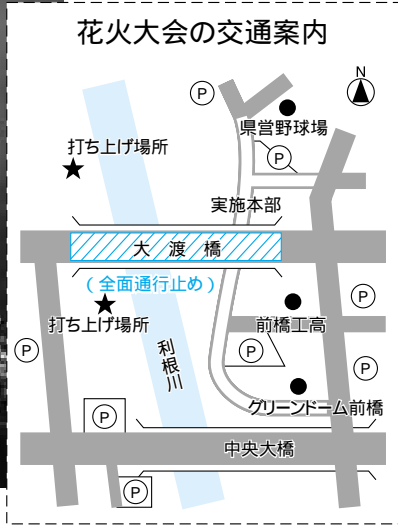 花火大会の交通案内
N
P
県営野球場
打ち上げ場所
P
実施本部
大渡橋
(全面通行止め)
打ち上げ場所
前橋工高
P
利根川
P
P
P
グリーンドーム前橋
P
中央大橋
P